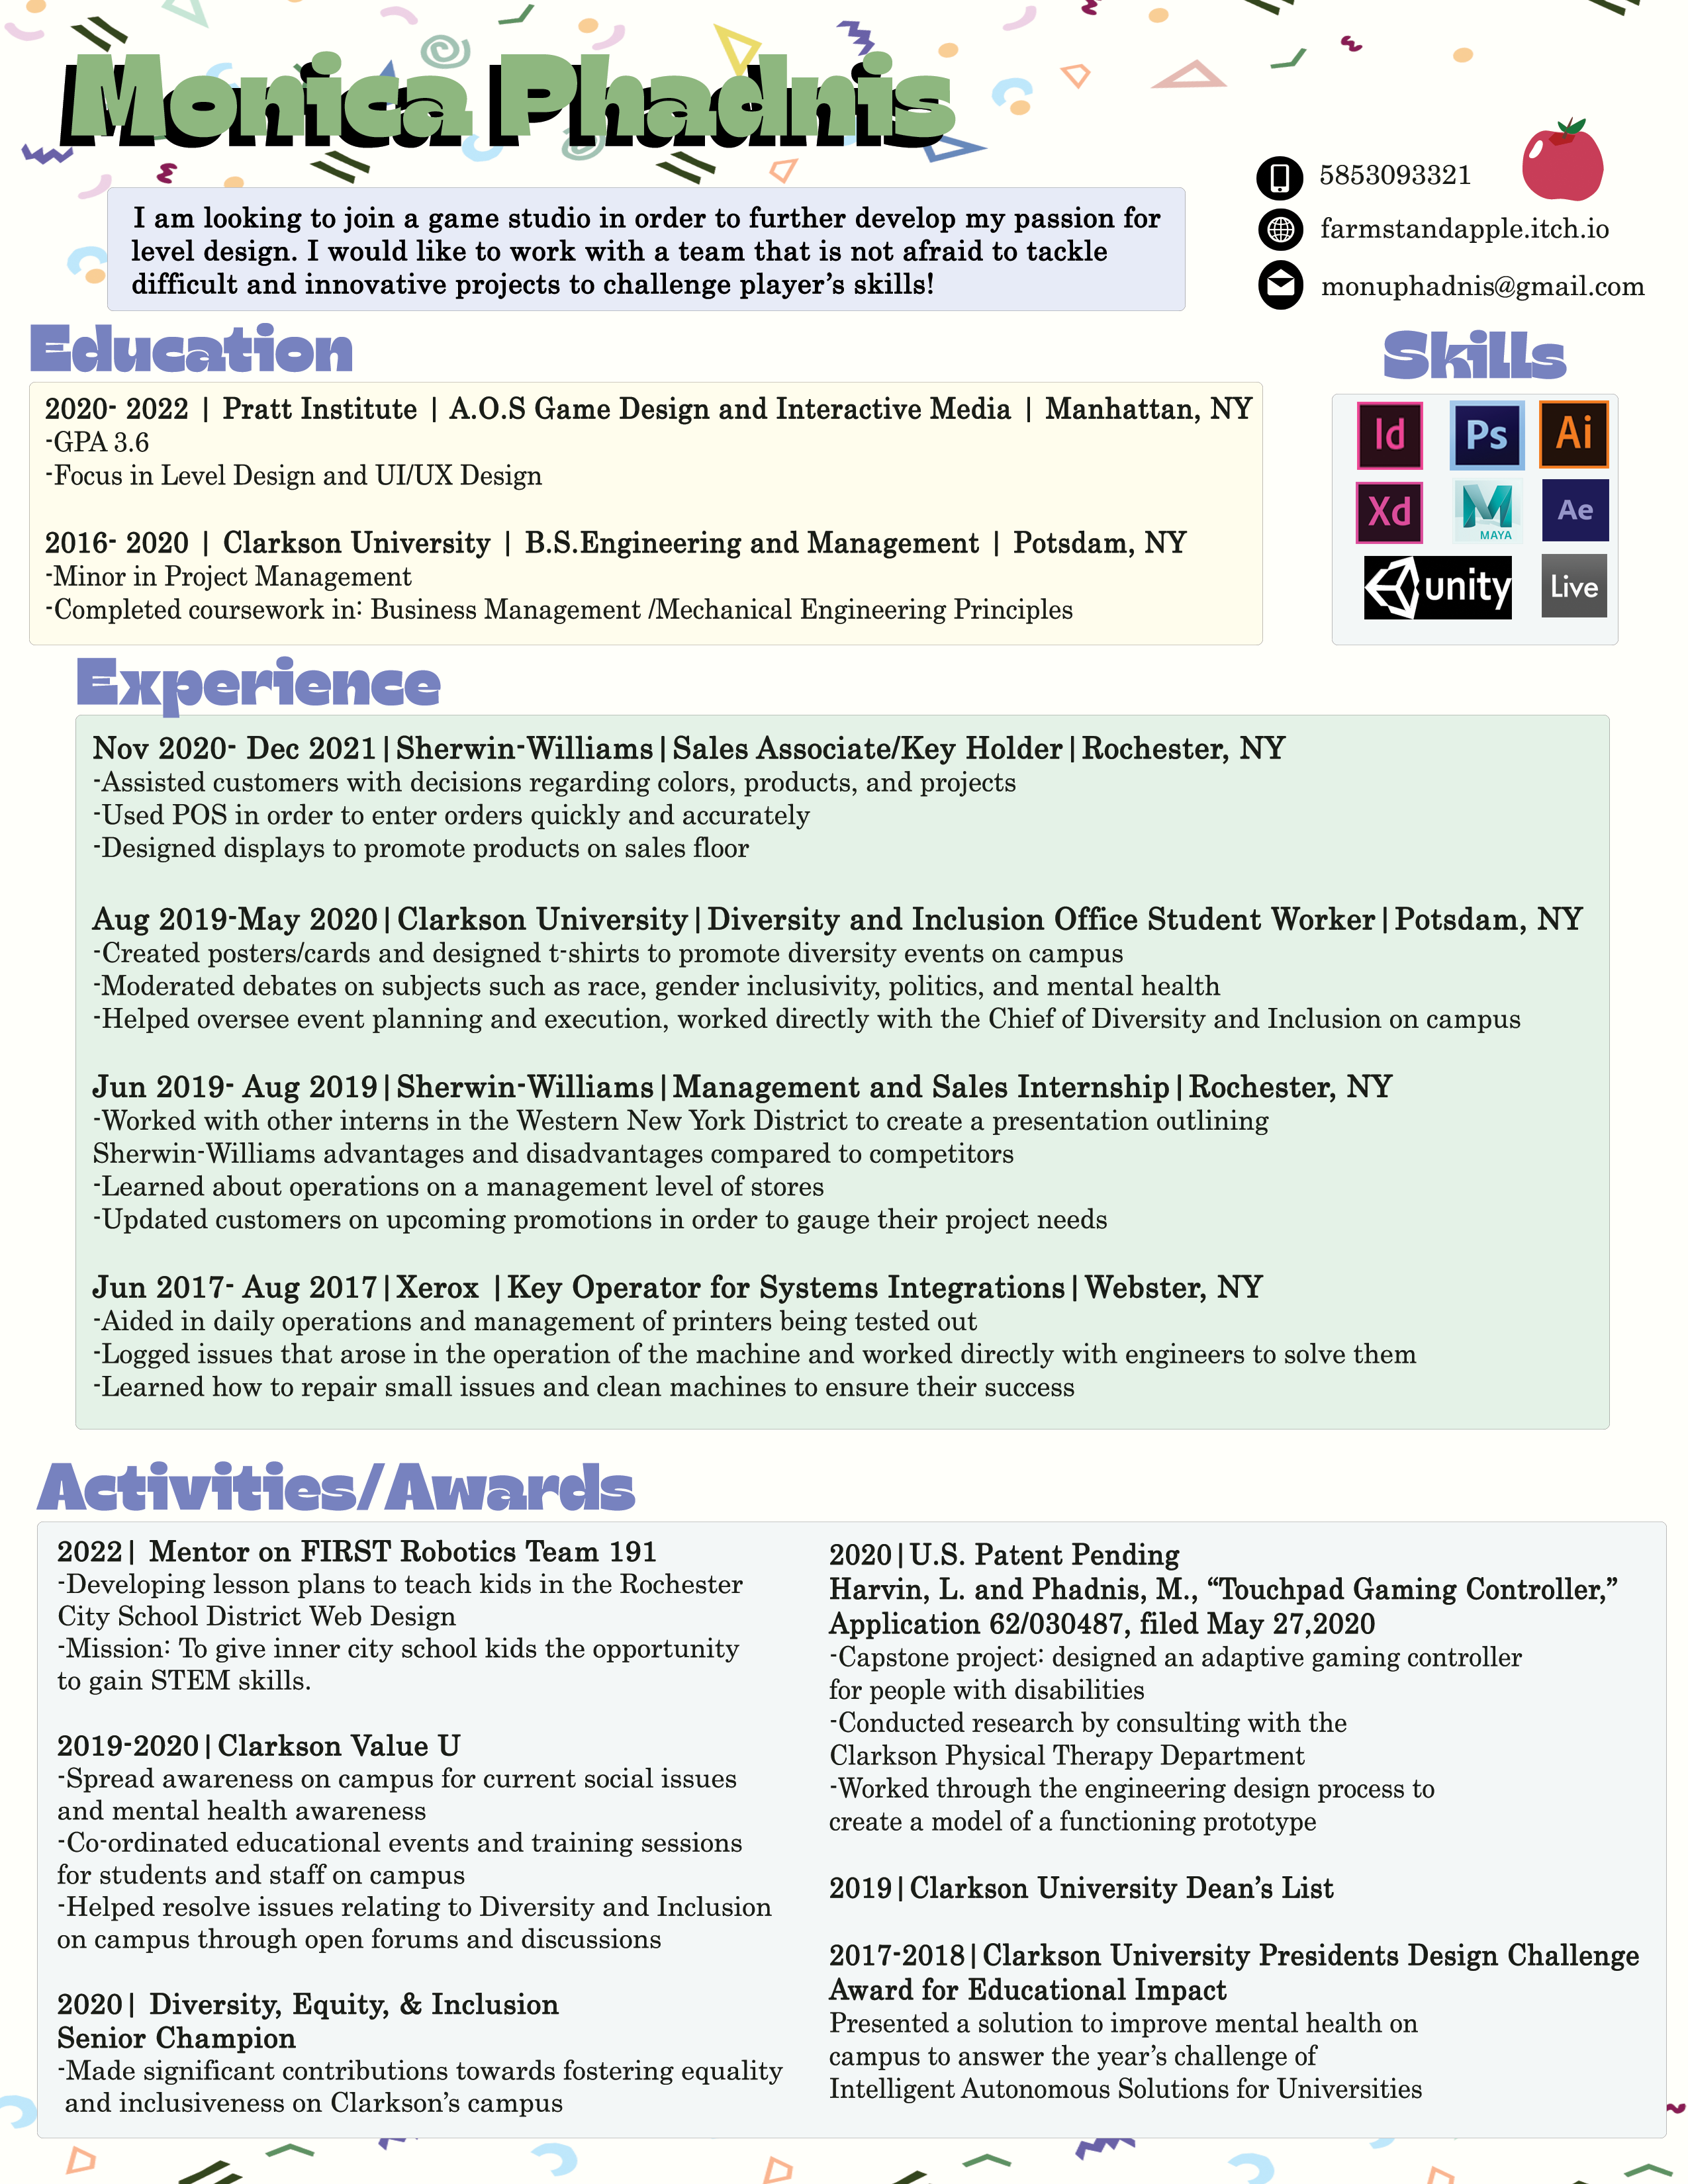 Monica Phadnis
I am looking to join a game studio in order to further develop my passion for
level design. I would like to work with a team that is not afraid to tackle
difficult and innovative projects to challenge player's skills!
5853093321
farmstandapple.itch.io
monuphadnis@gmail.com
Education
2020- 2022 | Pratt Institute | A.O.S Game Design and Interactive Media | Manhattan, NY
-GPA 3.6
-Focus in Level Design and UI/UX Design
2016- 2020 | Clarkson University | B.S.Engineering and Management | Potsdam, NY
-Minor in Project Management
-Completed coursework in: Business Management /Mechanical Engineering Principles
Skills
Id Ps Ai
Xd M Ae
MAYA
unity Live
Experience
Nov 2020- Dec 2021|Sherwin-Williams|Sales Associate/Key Holder|Rochester, NY
-Assisted customers with decisions regarding colors, products, and projects
-Used POS in order to enter orders quickly and accurately
-Designed displays to promote products on sales floor
Aug 2019-May 2020|Clarkson University|Diversity and Inclusion Office Student Worker|Potsdam, NY
-Created posters/cards and designed t-shirts to promote diversity events on campus
-Moderated debates on subjects such as race, gender inclusivity, politics, and mental health
-Helped oversee event planning and execution, worked directly with the Chief of Diversity and Inclusion on campus
Jun 2019- Aug 2019|Sherwin-Williams|Management and Sales Internship|Rochester, NY
-Worked with other interns in the Western New York District to create a presentation outlining
Sherwin-Williams advantages and disadvantages compared to competitors
-Learned about operations on a management level of stores
-Updated customers on upcoming promotions in order to gauge their project needs
Jun 2017- Aug 2017|Xerox |Key Operator for Systems Integrations|Webster, NY
-Aided in daily operations and management of printers being tested out
-Logged issues that arose in the operation of the machine and worked directly with engineers to solve them
-Learned how to repair small issues and clean machines to ensure their success
Activities/Awards
2022| Mentor on FIRST Robotics Team 191
-Developing lesson plans to teach kids in the Rochester
City School District Web Design
-Mission: To give inner city school kids the opportunity
to gain STEM skills.
2019-2020|Clarkson Value U
-Spread awareness on campus for current social issues
and mental health awareness
-Co-ordinated educational events and training sessions
for students and staff on campus
-Helped resolve issues relating to Diversity and Inclusion
on campus through open forums and discussions
2020| Diversity, Equity, & Inclusion
Senior Champion
-Made significant contributions towards fostering equality
and inclusiveness on Clarkson's campus
2020|U.S. Patent Pending
Harvin, L. and Phadnis, M., “Touchpad Gaming Controller,”
Application 62/030487, filed May 27,2020
-Capstone project: designed an adaptive gaming controller
for people with disabilities
-Conducted research by consulting with the
Clarkson Physical Therapy Department
-Worked through the engineering design process to
create a model of a functioning prototype
2019|Clarkson University Dean's List
2017-2018|Clarkson University Presidents Design Challenge
Award for Educational Impact
Presented a solution to improve mental health on
campus to answer the year's challenge of
Intelligent Autonomous Solutions for Universities